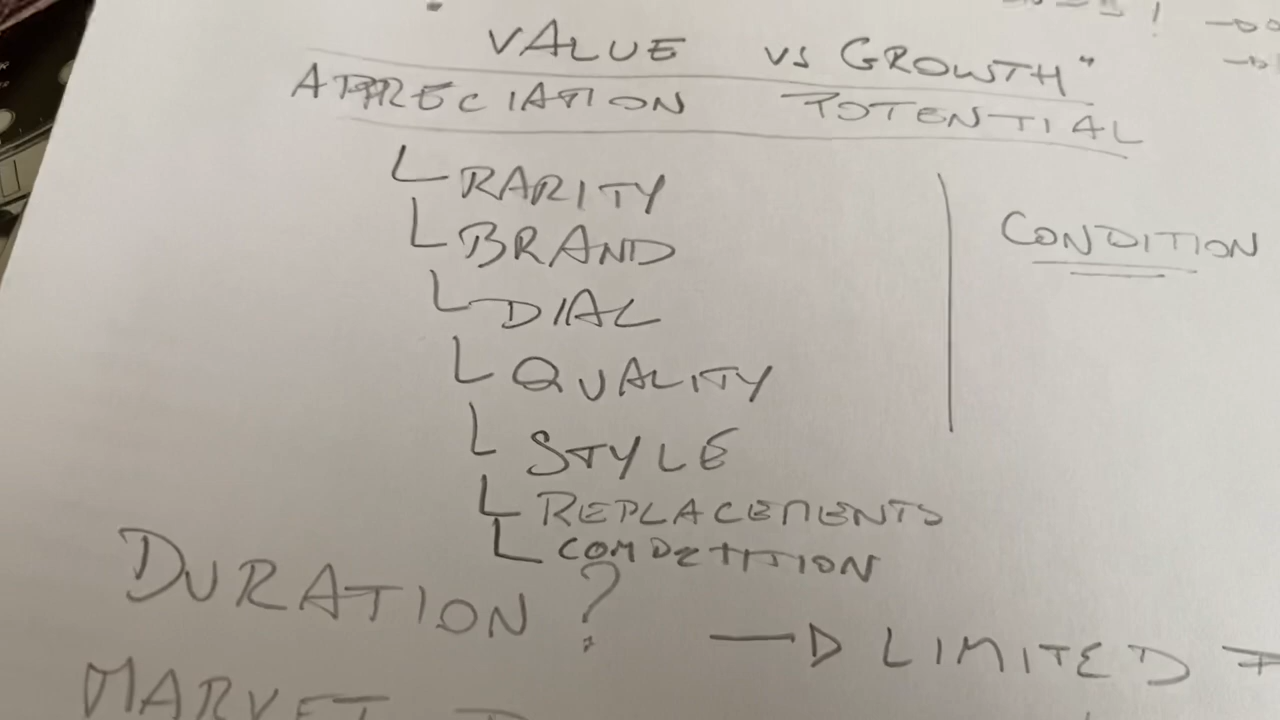 VALUE VS GROWTH"
APPRECIATION POTENTIAL
RARITY
BRAND
DIAL
QUALITY
STYLE
REPLACEMENTS
COMPETITION
CONDITION
DURATION?
LIMITED